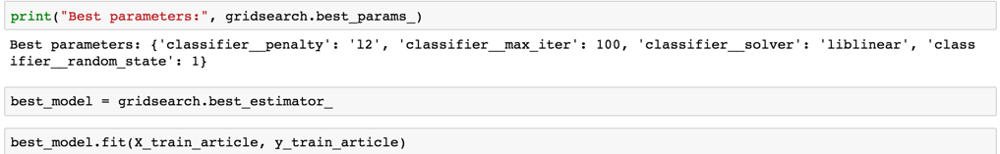 print("Best parameters:", gridsearch.best_params_)
Best parameters: {'classifier__penalty': 'l2', 'classifier__max_iter': 100, 'classifier__solver': 'liblinear', 'class
ifier__random_state': 1}
best_model = gridsearch.best_estimator_
best_model.fit(X_train_article, y_train_article)